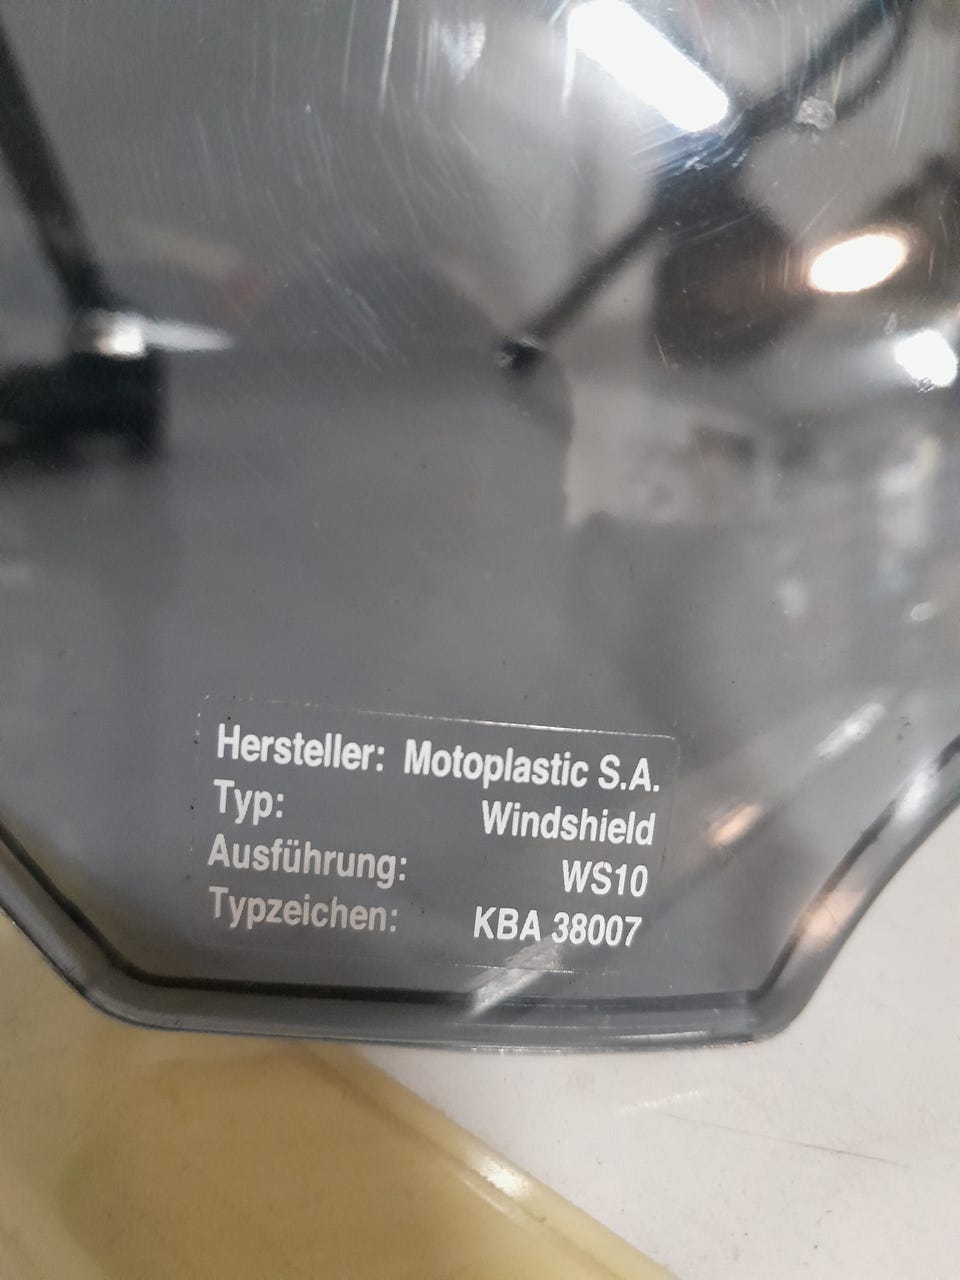 Hersteller: Motoplastic S.A.
Typ: Windshield
Ausführung: WS10
Typzeichen: KBA 38007